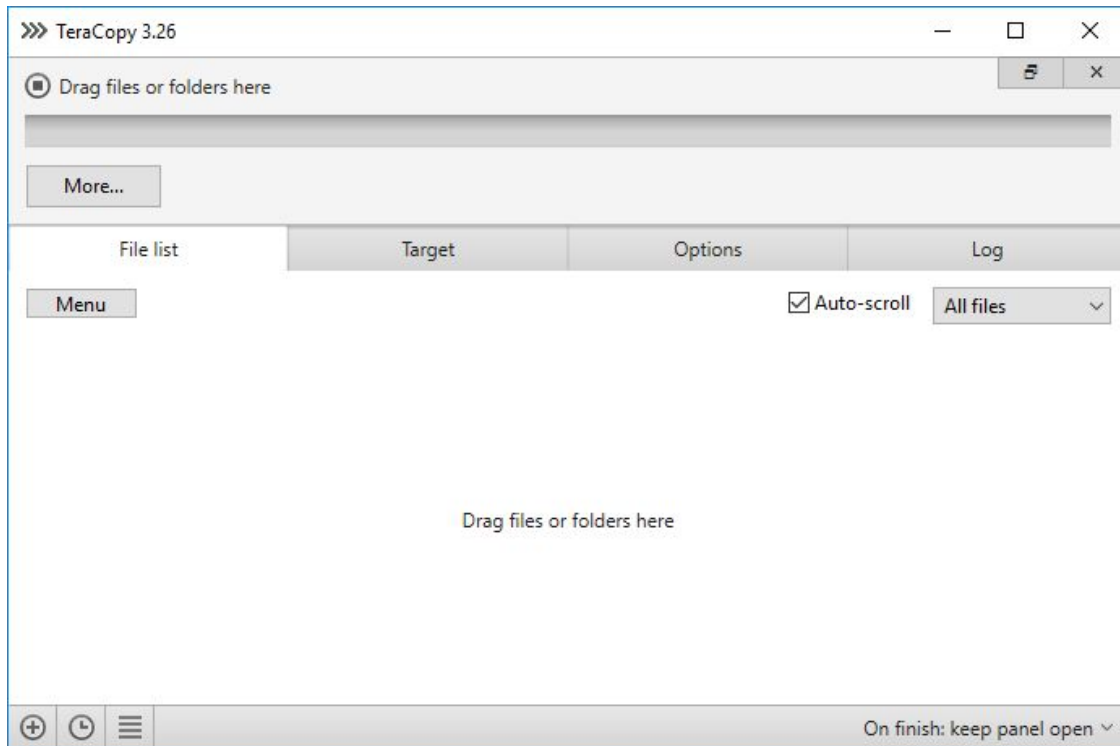 TeraCopy 3.26
Drag files or folders here
More...
File list Target Options Log
Menu Auto-scroll All files
Drag files or folders here
On finish: keep panel open